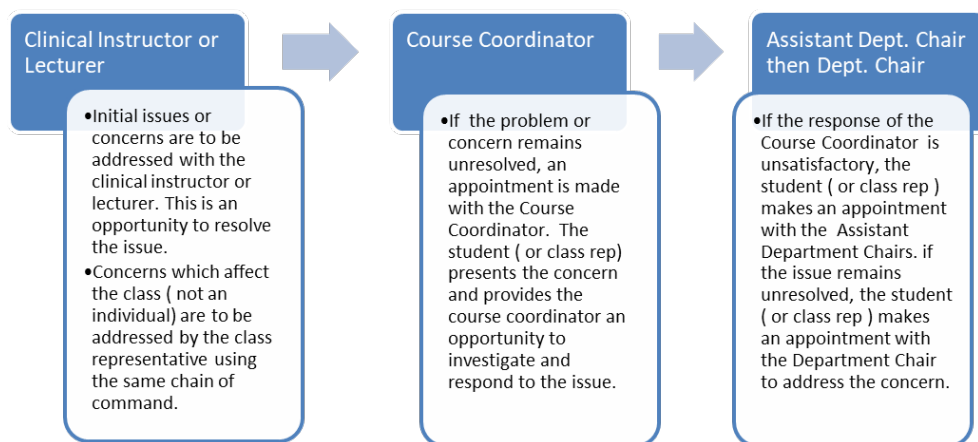 Clinical Instructor or
Lecturer
•Initial issues or
concerns are to be
addressed with the
clinical instructor or
lecturer. This is an
opportunity to resolve
the issue.
•Concerns which affect
the class ( not an
individual) are to be
addressed by the class
representative using
the same chain of
command.
Course Coordinator
•If the problem or
concern remains
unresolved, an
appointment is made
with the Course
Coordinator. The
student ( or class rep)
presents the concern
and provides the
course coordinator an
opportunity to
investigate and
respond to the issue.
Assistant Dept. Chair
then Dept. Chair
•If the response of the
Course Coordinator is
unsatisfactory, the
student ( or class rep )
makes an appointment
with the Assistant
Department Chairs. if
the issue remains
unresolved, the student
( or class rep ) makes
an appointment with
the Department Chair
to address the concern.